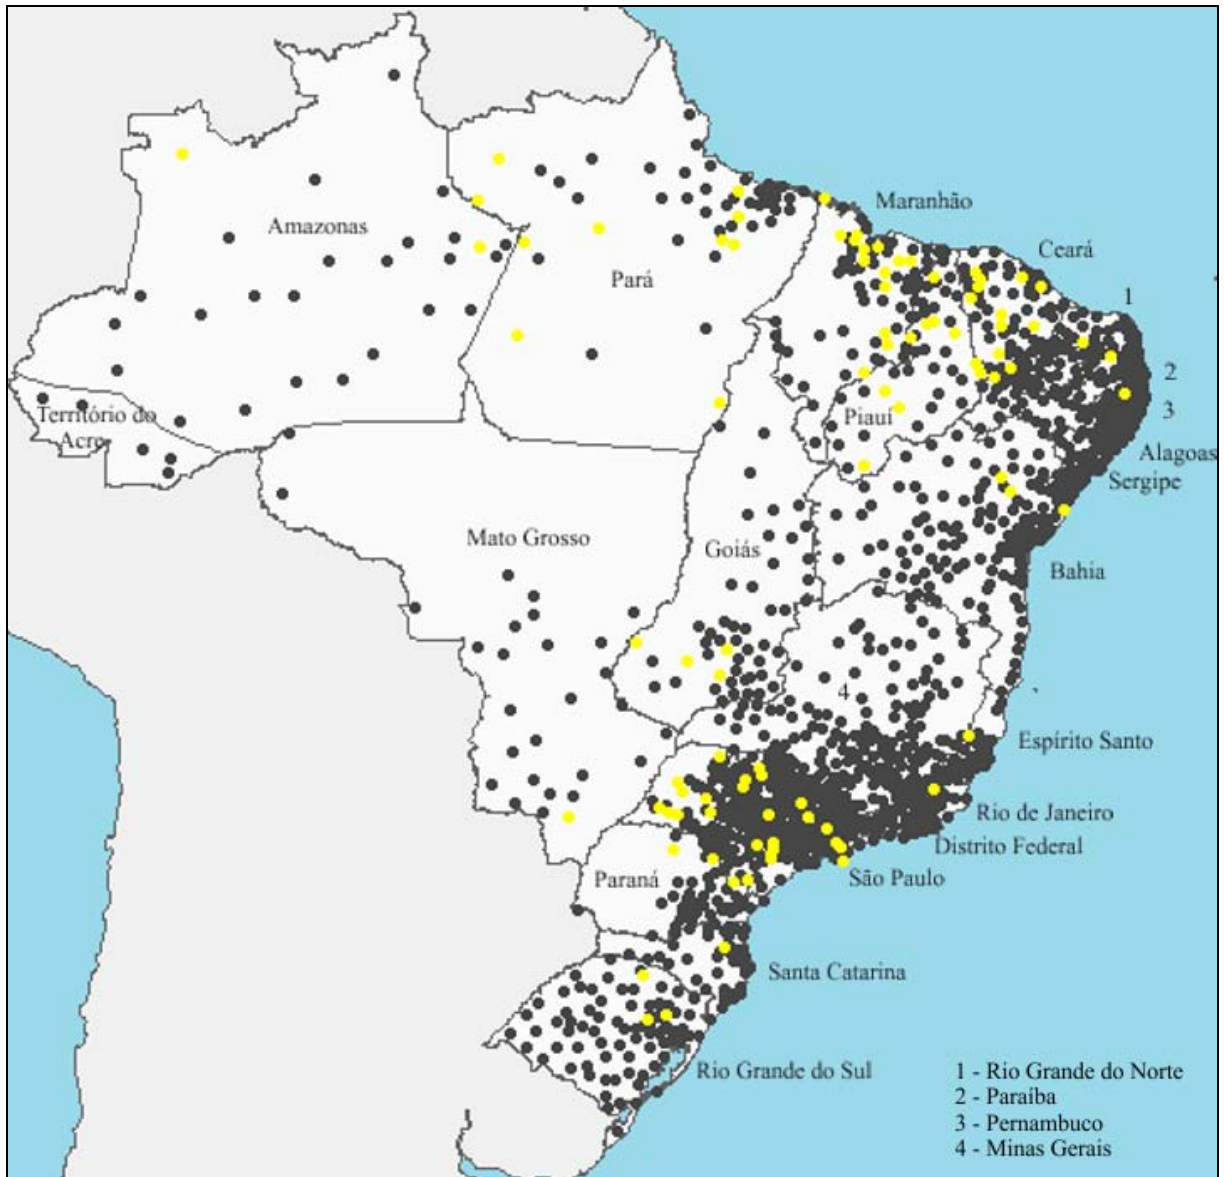 Maranhão
Amazonas
Ceará
Pará
1
2
Território do
Acre
Piauí
3
Alagoas
Sergipe
Mato Grosso
Goiás
Bahia
4
Espírito Santo
Rio de Janeiro
Distrito Federal
Paraná
São Paulo
Santa Catarina
Rio Grande do Sul
1 - Rio Grande do Norte
2 - Paraíba
3 - Pernambuco
4 - Minas Gerais